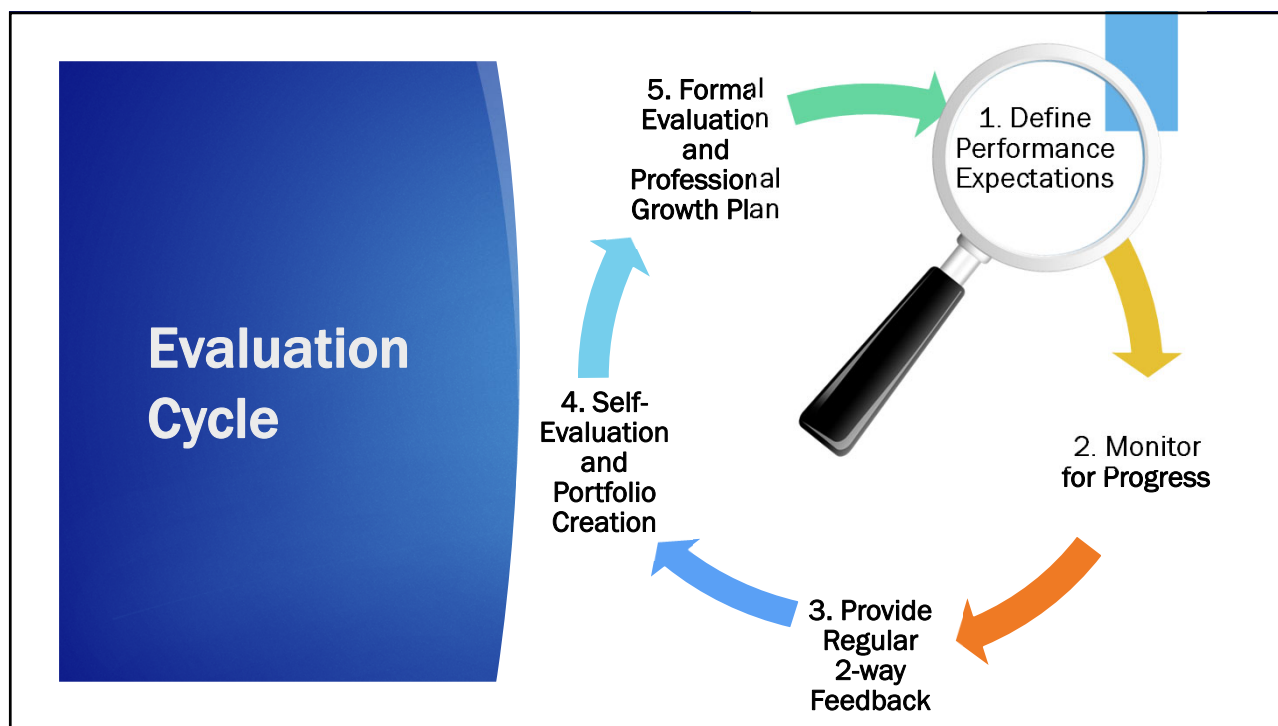 Evaluation
Cycle
1. Define
Performance
Expectations
2. Monitor
for Progress
3. Provide
Regular
2-way
Feedback
4. Self-
Evaluation
and
Portfolio
Creation
5. Formal
Evaluation
and
Professional
Growth Plan